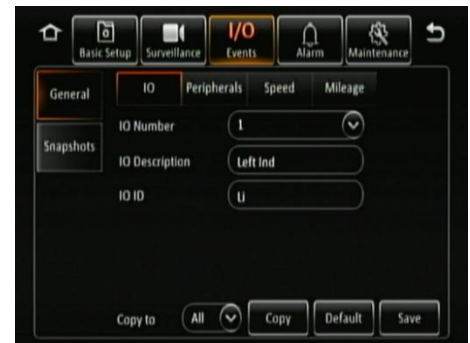 I/O
Basic Setup Surveillance Events Alarm Maintenance
General IO Peripherals Speed Mileage
IO Number 1
Snapshots
IO Description Left Ind
IO ID Li
Copy to All Copy Default Save